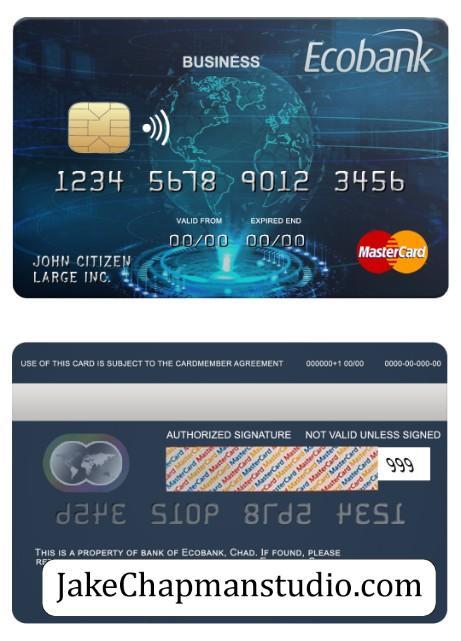 Ecobank
BUSINESS
1234 5678 9012 3456
VALID FROM EXPIRED END
00/00 00/00
JOHN CITIZEN
LARGE INC.
MasterCard
USE OF THIS CARD IS SUBJECT TO THE CARDMEMBER AGREEMENT 000000+1 00/00 0000-00-000-00
AUTHORIZED SIGNATURE NOT VALID UNLESS SIGNED
999
THIS IS A PROPERTY OF BANK OF ECOBANK, CHAD. IF FOUND, PLEASE
JakeChapmanstudio.com